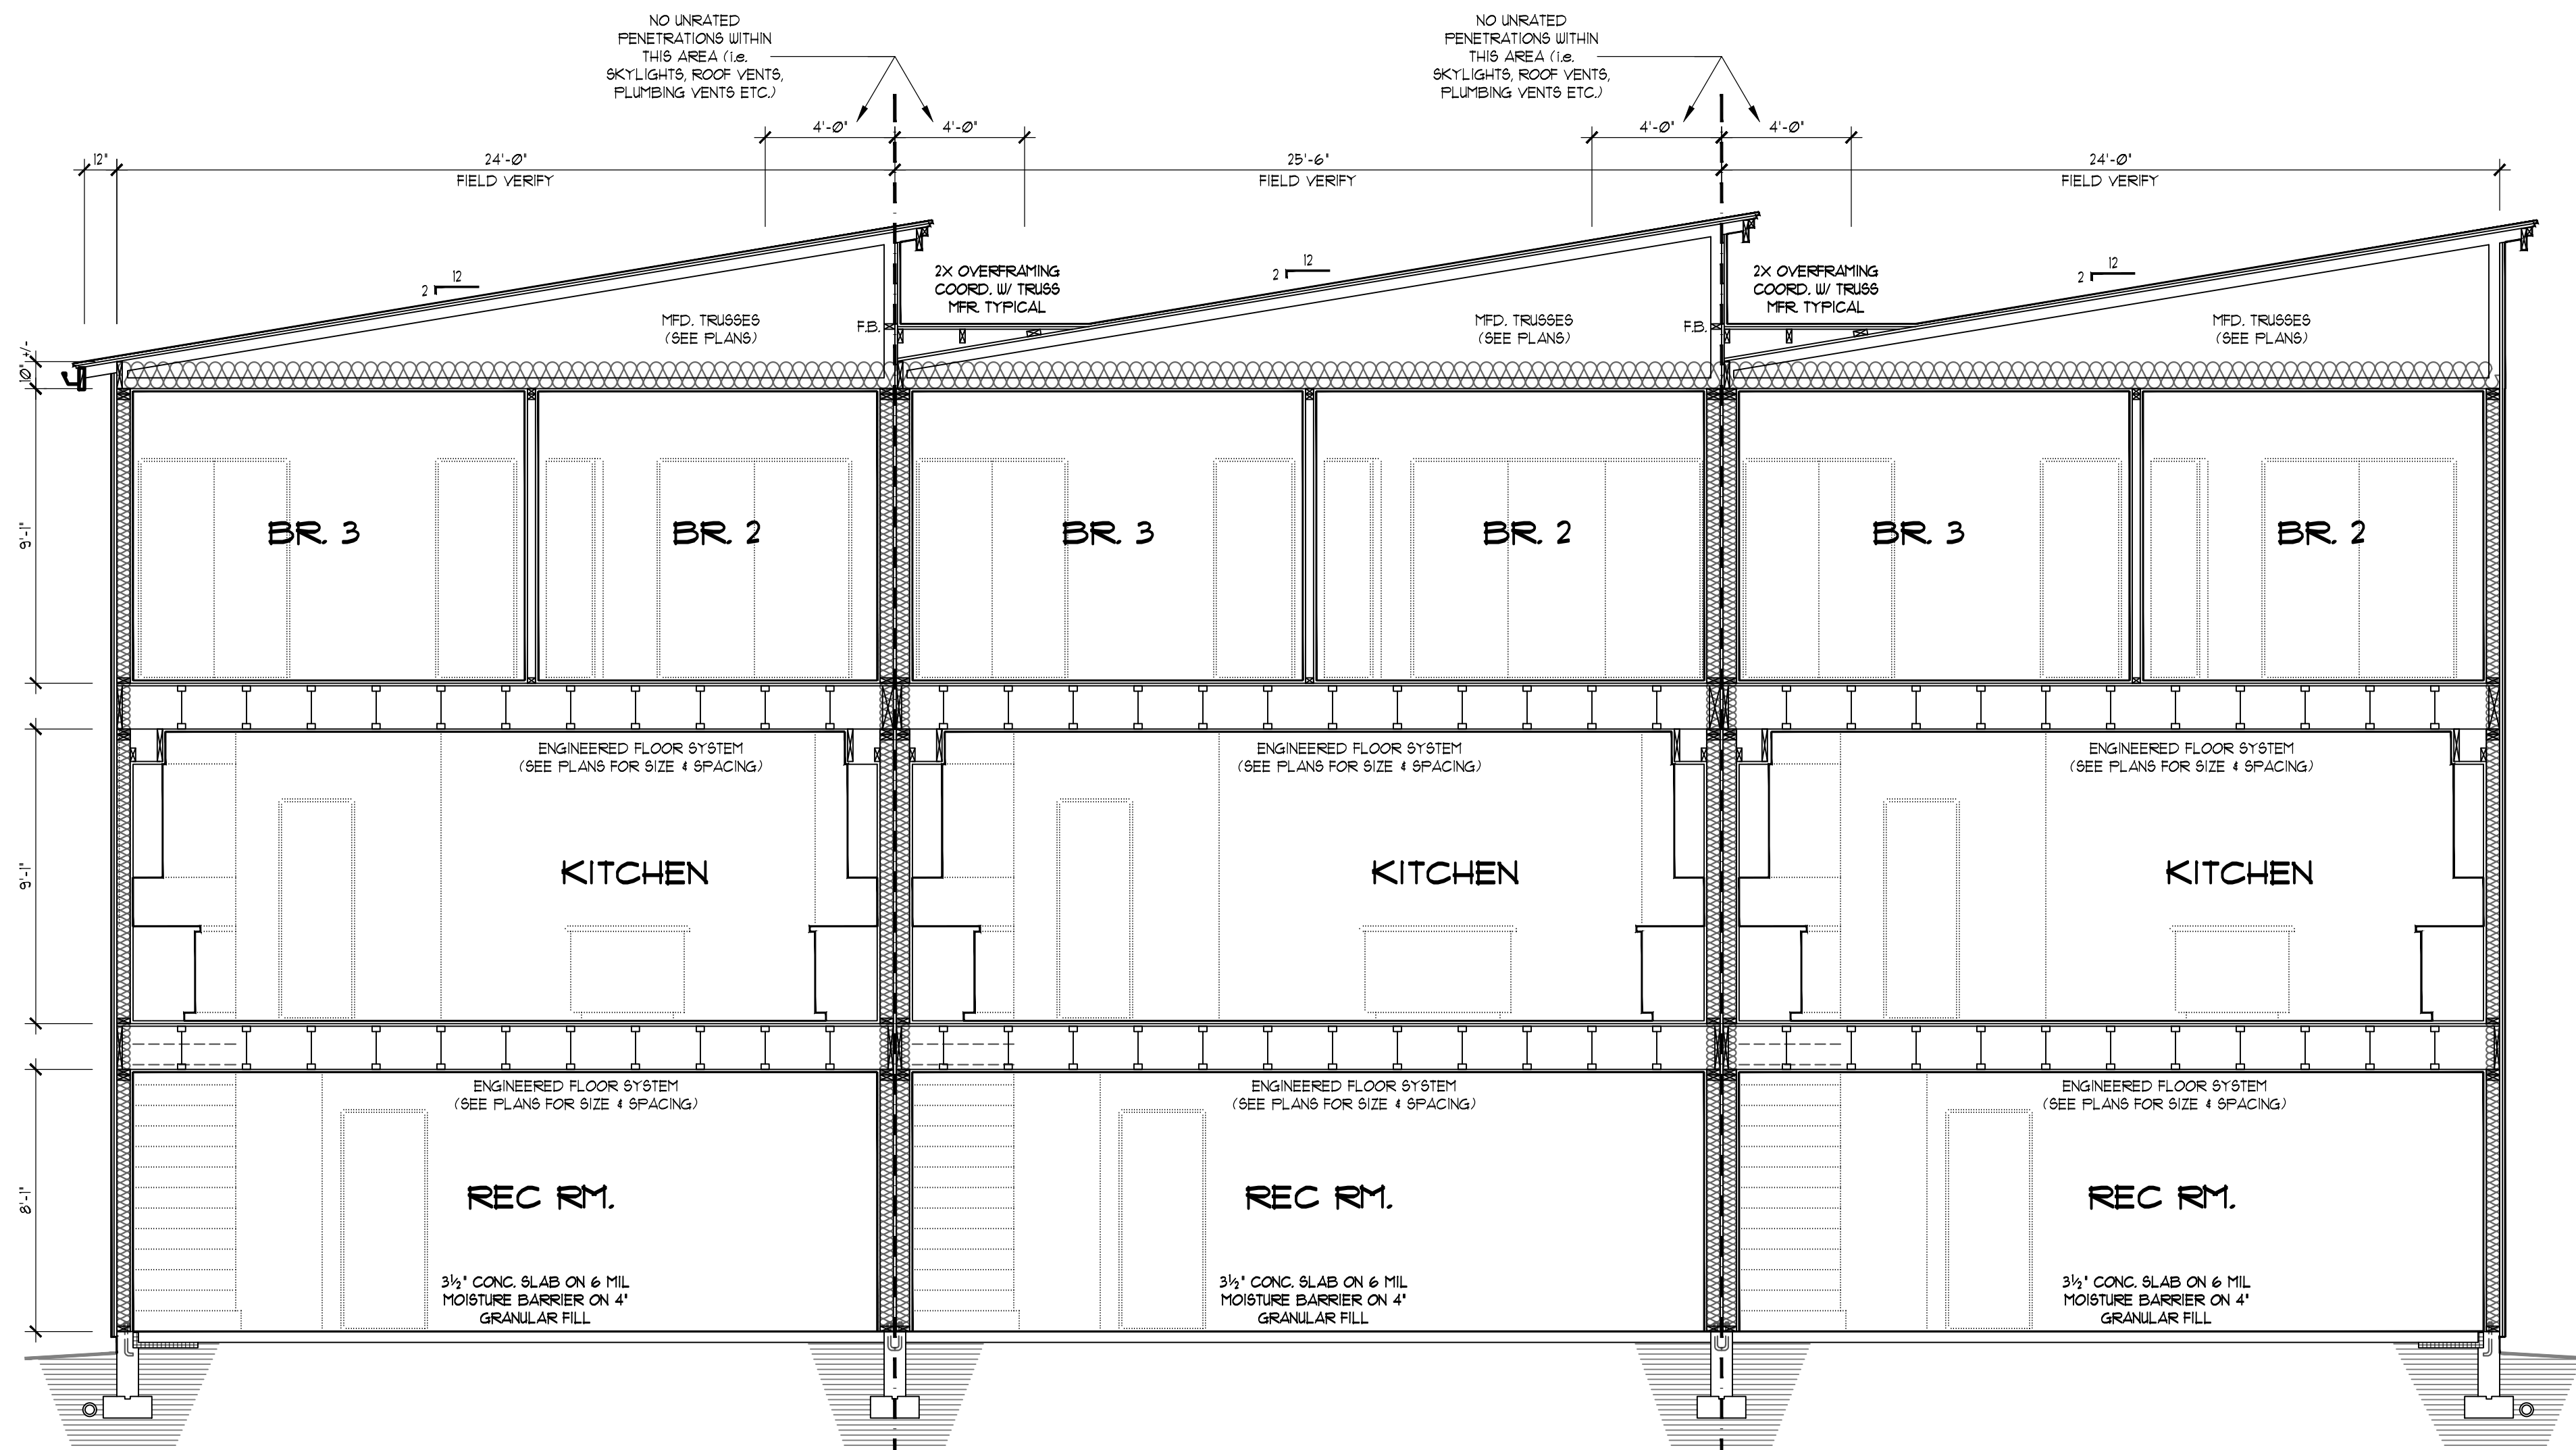 NO UNRATED
PENETRATIONS WITHIN
THIS AREA (i.e.
SKYLIGHTS, ROOF VENTS,
PLUMBING VENTS ETC.)
NO UNRATED
PENETRATIONS WITHIN
THIS AREA (i.e.
SKYLIGHTS, ROOF VENTS,
PLUMBING VENTS ETC.)
4'-0" 4'-0" 4'-0" 4'-0"
12" 24'-0" 25'-6" 24'-0"
FIELD VERIFY FIELD VERIFY FIELD VERIFY
12
2
12
2
12
2
2X OVERFRAMING
COORD. W/ TRUSS
MFR. TYPICAL
2X OVERFRAMING
COORD. W/ TRUSS
MFR. TYPICAL
MFD. TRUSSES
(SEE PLANS)
F.B.
MFD. TRUSSES
(SEE PLANS)
F.B.
MFD. TRUSSES
(SEE PLANS)
10" +/-
9'-1"
BR. 3 BR. 2 BR. 3 BR. 2 BR. 3 BR. 2
ENGINEERED FLOOR SYSTEM
(SEE PLANS FOR SIZE & SPACING)
ENGINEERED FLOOR SYSTEM
(SEE PLANS FOR SIZE & SPACING)
ENGINEERED FLOOR SYSTEM
(SEE PLANS FOR SIZE & SPACING)
9'-1"
KITCHEN KITCHEN KITCHEN
ENGINEERED FLOOR SYSTEM
(SEE PLANS FOR SIZE & SPACING)
ENGINEERED FLOOR SYSTEM
(SEE PLANS FOR SIZE & SPACING)
ENGINEERED FLOOR SYSTEM
(SEE PLANS FOR SIZE & SPACING)
8'-1"
REC RM. REC RM. REC RM.
3½" CONC. SLAB ON 6 MIL
MOISTURE BARRIER ON 4"
GRANULAR FILL
3½" CONC. SLAB ON 6 MIL
MOISTURE BARRIER ON 4"
GRANULAR FILL
3½" CONC. SLAB ON 6 MIL
MOISTURE BARRIER ON 4"
GRANULAR FILL